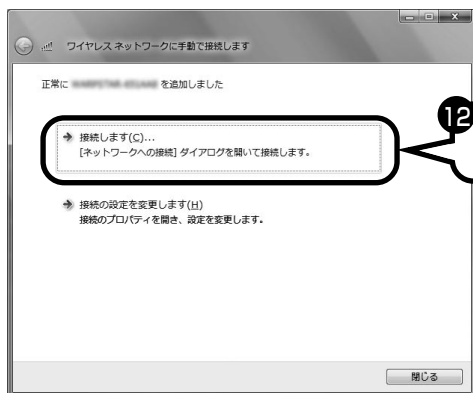 ワイヤレス ネットワークに手動で接続します
正常に を追加しました
接続します(C)...
[ネットワークへの接続] ダイアログを開いて接続します。
接続の設定を変更します(H)
接続のプロパティを開き、設定を変更します。
閉じる
12